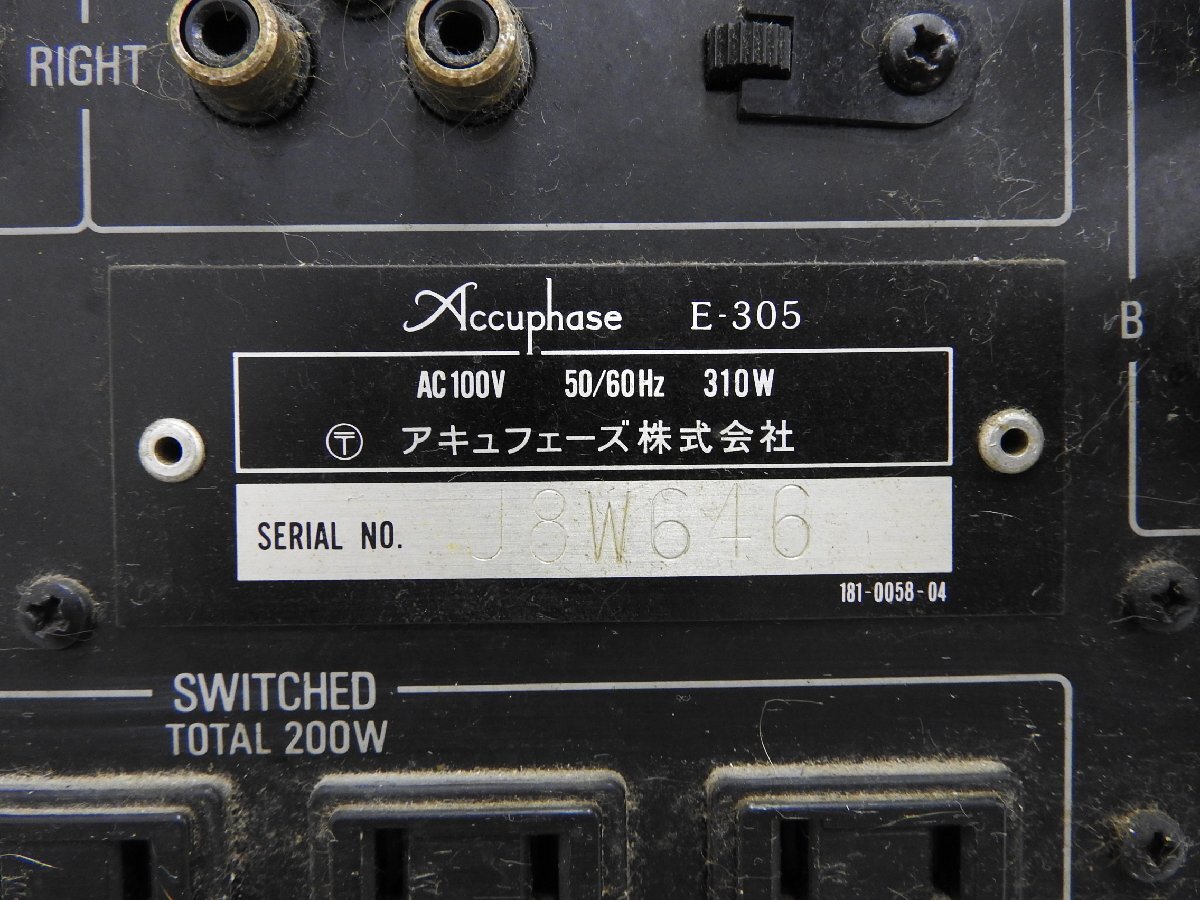 RIGHT
Accuphase E-305
B
AC100V 50/60Hz 310W
〒 アキュフェーズ株式会社
SERIAL NO. J8W646
181-0058-04
SWITCHED
TOTAL 200W